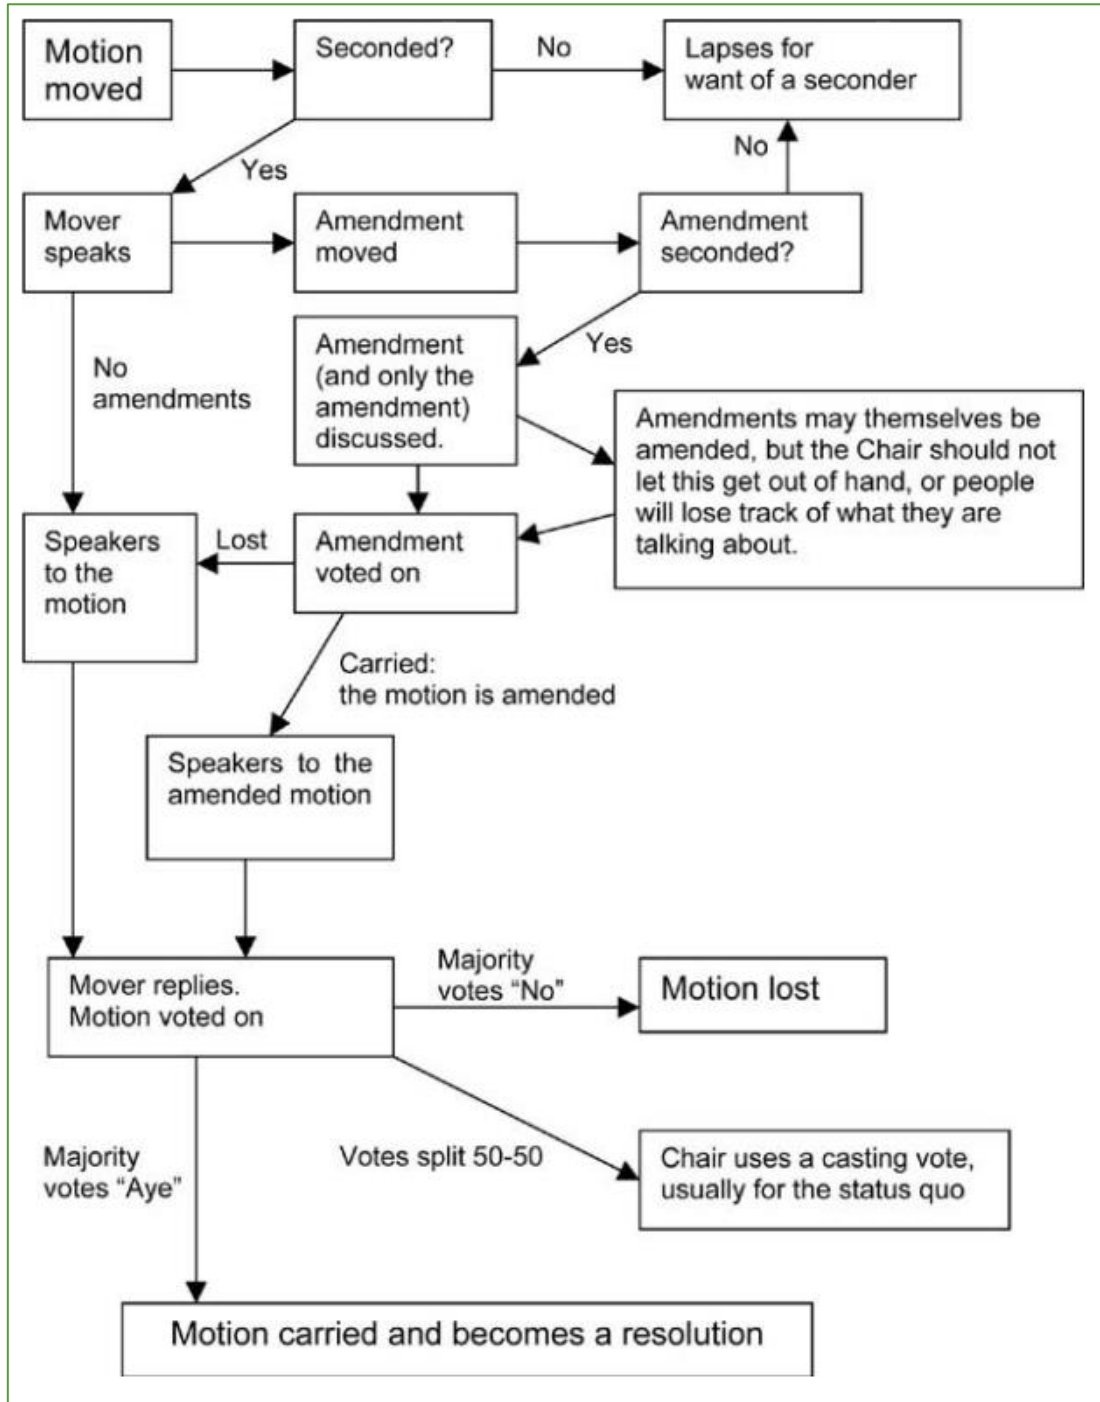 Motion
moved
Seconded?
No
Lapses for
want of a seconder
Yes
No
Mover
speaks
Amendment
moved
Amendment
seconded?
No
amendments
Amendment
(and only the
amendment)
discussed.
Yes
Amendments may themselves be
amended, but the Chair should not
let this get out of hand, or people
will lose track of what they are
talking about.
Speakers
to the
motion
Lost
Amendment
voted on
Carried:
the motion is amended
Speakers to the
amended motion
Mover replies.
Motion voted on
Majority
votes “No”
Motion lost
Majority
votes “Aye”
Votes split 50-50
Chair uses a casting vote,
usually for the status quo
Motion carried and becomes a resolution